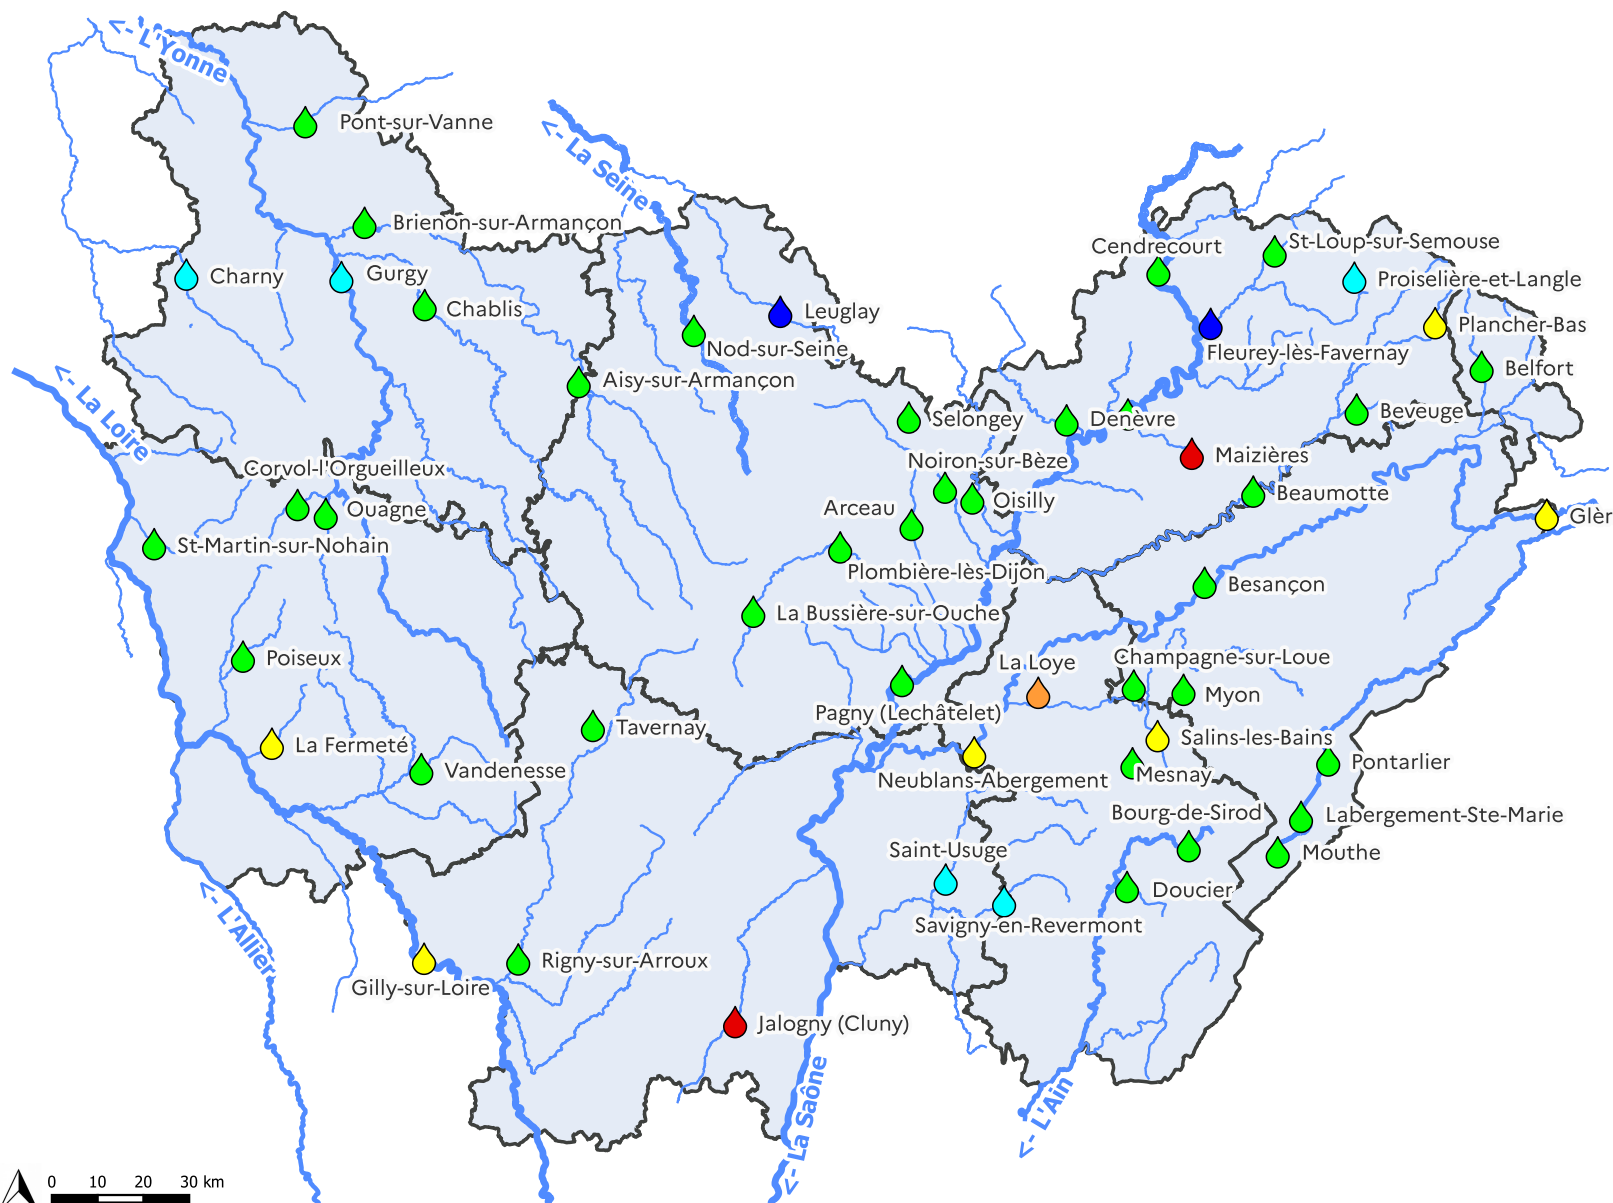 <- L'Yonne
Pont-sur-Vanne
<- La Seine
Brienon-sur-Armançon
Cendrecourt
St-Loup-sur-Semouse
Charny
Gurgy
Proiselière-et-Langle
Chablis
Leuglay
Plancher-Bas
Nod-sur-Seine
Fleurey-lès-Favernay
Belfort
Aisy-sur-Armançon
<- La Loire
Selongey
Denèvre
Beveuge
Maizières
Corvol-l'Orgueilleux
Noiron-sur-Bèze
Beaumotte
Ouagne
Arceau
Oisilly
Glèr
St-Martin-sur-Nohain
Plombière-lès-Dijon
Besançon
La Bussière-sur-Ouche
Poiseux
La Loye
Champagne-sur-Loue
Myon
Pagny (Lechâtelet)
Tavernay
La Fermeté
Salins-les-Bains
Vandenesse
Neublans-Abergement
Mesnay
Pontarlier
Bourg-de-Sirod
Labergement-Ste-Marie
Saint-Usuge
Mouthe
Doucier
<- L'Allier
Savigny-en-Revermont
Rigny-sur-Arroux
Gilly-sur-Loire
Jalogny (Cluny)
<- La Saône
<- L'Ain
0 10 20 30 km